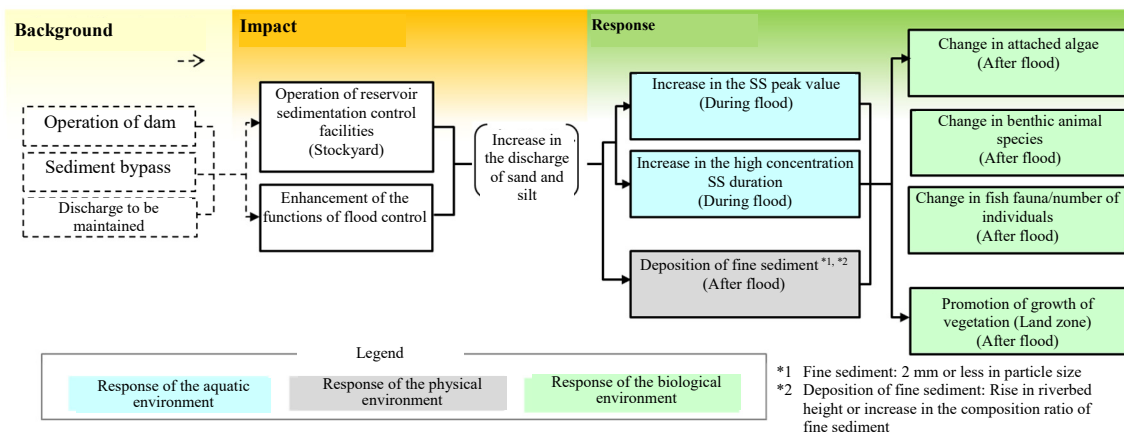 Background
Impact
Response
Operation of dam
Sediment bypass
Discharge to be
maintained
Operation of reservoir
sedimentation control
facilities
(Stockyard)
Enhancement of the
functions of flood control
Increase in
the discharge
of sand and
silt
Increase in the SS peak value
(During flood)
Increase in the high concentration
SS duration
(During flood)
Deposition of fine sediment *1, *2
(After flood)
Change in attached algae
(After flood)
Change in benthic animal
species
(After flood)
Change in fish fauna/number of
individuals
(After flood)
Promotion of growth of
vegetation (Land zone)
(After flood)
Legend
Response of the aquatic
environment
Response of the physical
environment
Response of the biological
environment
*1 Fine sediment: 2 mm or less in particle size
*2 Deposition of fine sediment: Rise in riverbed
height or increase in the composition ratio of
fine sediment